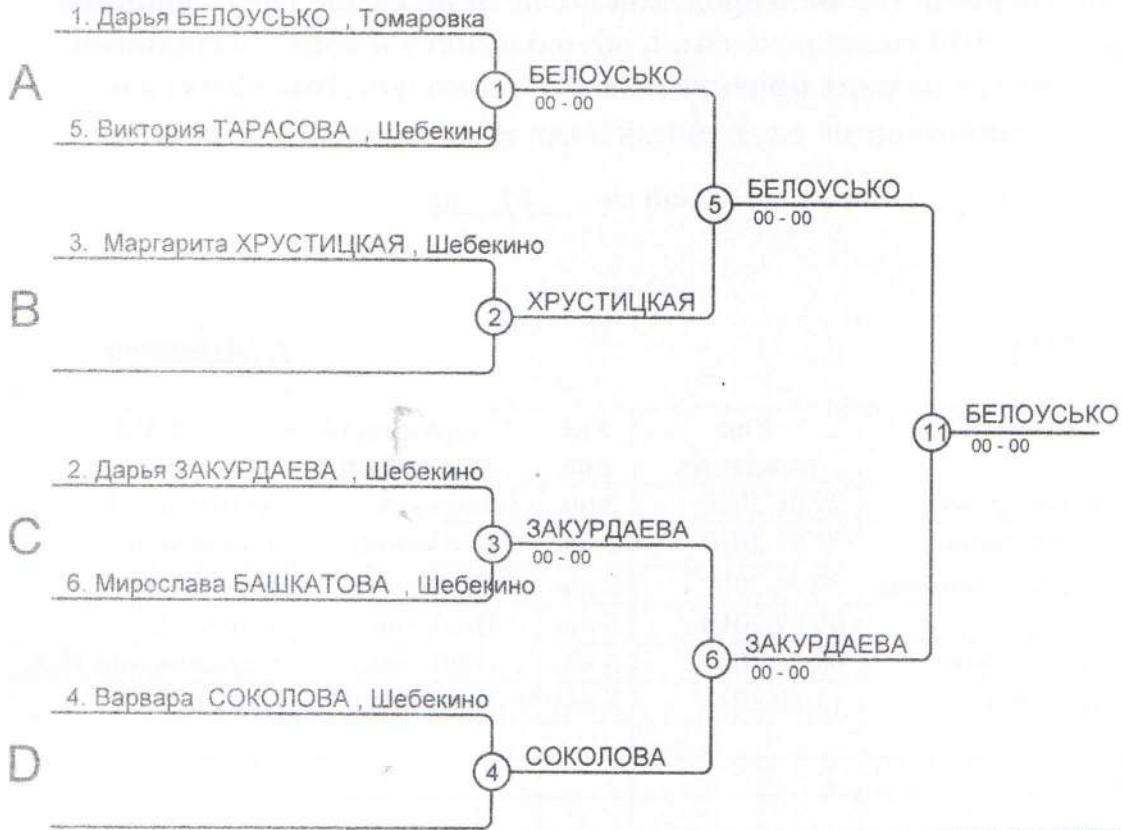 1. Дарья БЕЛОУСЬКО , Томаровка
А
1
БЕЛОУСЬКО
00 - 00
5. Виктория ТАРАСОВА , Шебекино
5
БЕЛОУСЬКО
00 - 00
3. Маргарита ХРУСТИЦКАЯ , Шебекино
B
2
ХРУСТИЦКАЯ
11
БЕЛОУСЬКО
00 - 00
2. Дарья ЗАКУРДАЕВА , Шебекино
C
3
ЗАКУРДАЕВА
00 - 00
6. Мирослава БАШКАТОВА , Шебекино
6
ЗАКУРДАЕВА
00 - 00
4. Варвара СОКОЛОВА , Шебекино
D
4
СОКОЛОВА